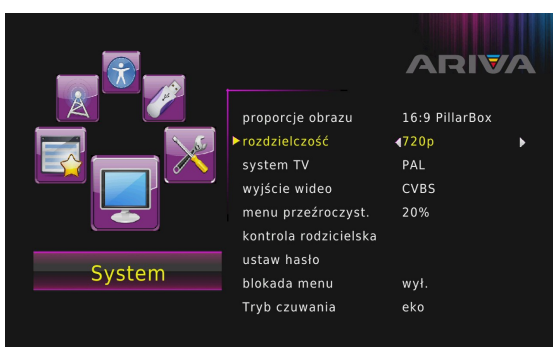 ARIVA
proporcje obrazu 16:9 PillarBox
rozdzielczość 720p
system TV PAL
wyjście wideo CVBS
menu przeźroczyst. 20%
kontrola rodzicielska
ustaw hasło
blokada menu wył.
Tryb czuwania eko
System